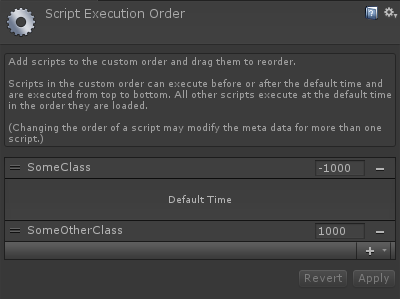 Script Execution Order
Add scripts to the custom order and drag them to reorder.
Scripts in the custom order can execute before or after the default time and
are executed from top to bottom. All other scripts execute at the default time
in the order they are loaded.
(Changing the order of a script may modify the meta data for more than one
script.)
SomeClass -1000 −
Default Time
SomeOtherClass 1000 −
+
Revert Apply